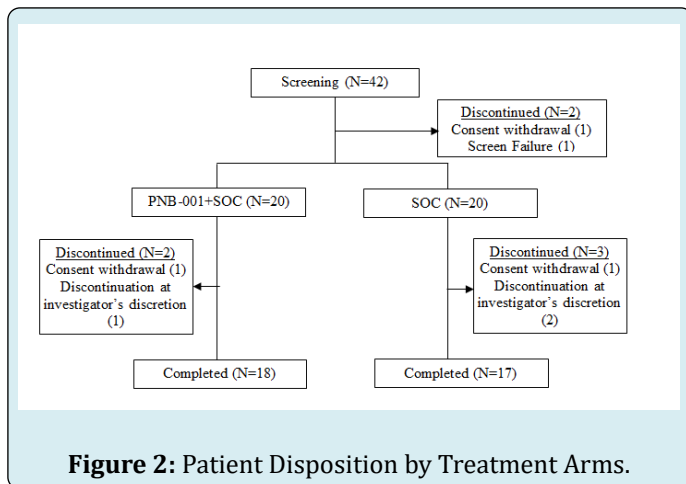 Screening (N=42)
Discontinued (N=2)
Consent withdrawal (1)
Screen Failure (1)
PNB-001+SOC (N=20)
SOC (N=20)
Discontinued (N=2)
Consent withdrawal (1)
Discontinuation at
investigator's discretion
(1)
Discontinued (N=3)
Consent withdrawal (1)
Discontinuation at
investigator's discretion
(2)
Completed (N=18)
Completed (N=17)
Figure 2: Patient Disposition by Treatment Arms.